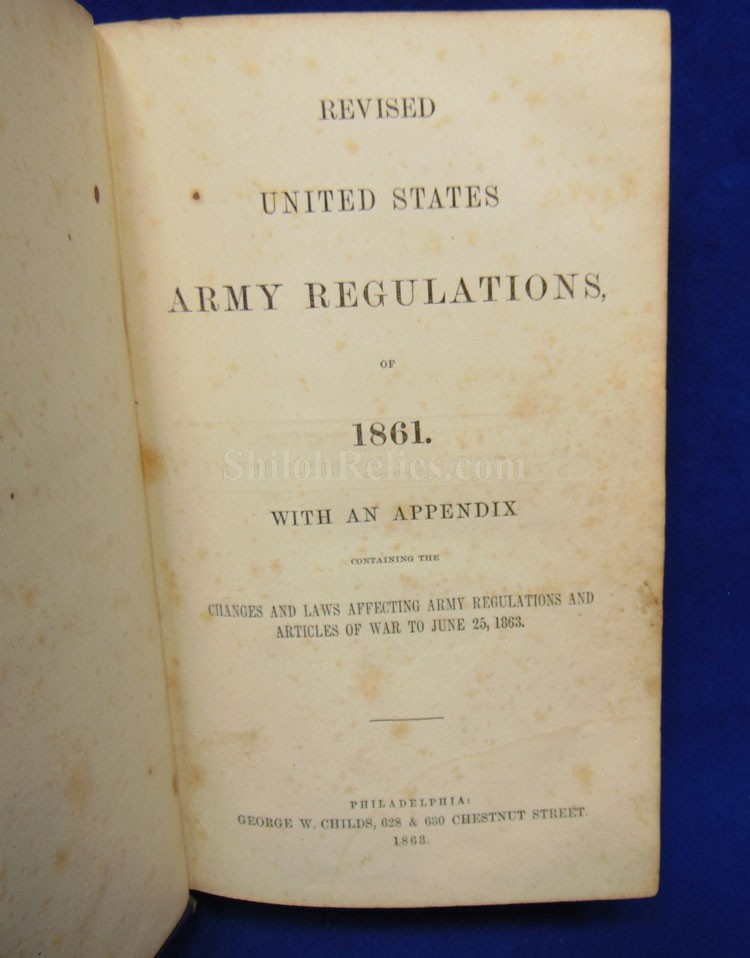 REVISED
UNITED STATES
ARMY REGULATIONS,
OF
1861.
ShilohRelics.com
WITH AN APPENDIX
CONTAINING THE
CHANGES AND LAWS AFFECTING ARMY REGULATIONS AND
ARTICLES OF WAR TO JUNE 25, 1863.
PHILADELPHIA:
GEORGE W. CHILDS, 628 & 630 CHESTNUT STREET.
1863.